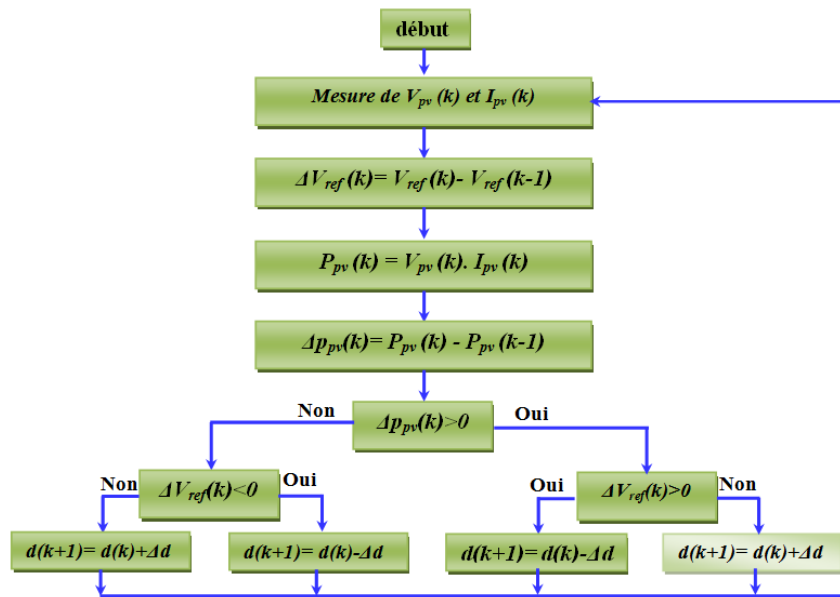 début
Mesure de Vpv (k) et Ipv (k)
ΔVref (k)= Vref (k)- Vref (k-1)
Ppv (k) = Vpv (k). Ipv (k)
Δppv(k)= Ppv (k) - Ppv (k-1)
Non
Δppv(k)>0
Oui
Non
ΔVref(k)<0
Oui
Oui
ΔVref(k)>0
Non
d(k+1)= d(k)+Δd
d(k+1)= d(k)-Δd
d(k+1)= d(k)-Δd
d(k+1)= d(k)+Δd